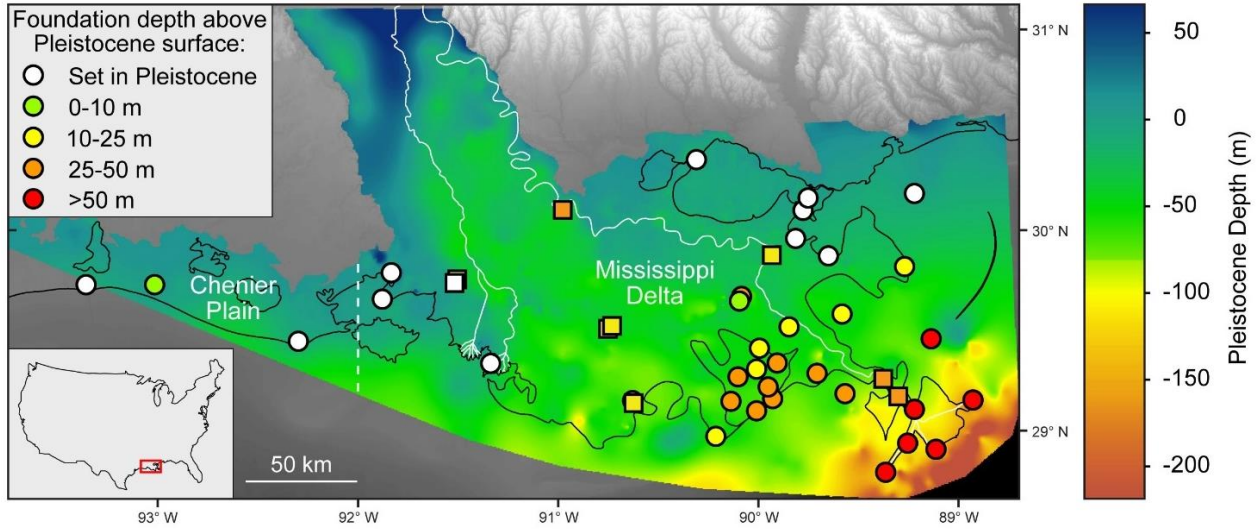 Foundation depth above
Pleistocene surface:
Set in Pleistocene
0-10 m
10-25 m
25-50 m
>50 m
Chenier
Plain
Mississippi
Delta
50 km
93° W
92° W
91° W
90° W
89° W
31° N
30° N
29° N
50
0
-50
-100
-150
-200
Pleistocene Depth (m)